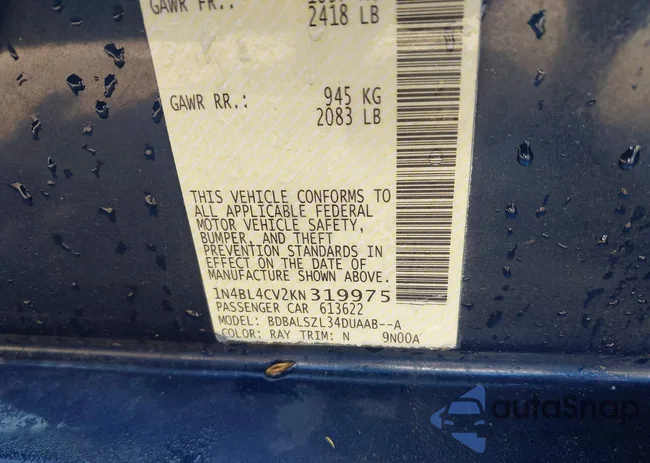 GAWR FR.:
2418 LB
GAWR RR.: 945 KG
2083 LB
THIS VEHICLE CONFORMS TO
ALL APPLICABLE FEDERAL
MOTOR VEHICLE SAFETY,
BUMPER, AND THEFT
PREVENTION STANDARDS IN
EFFECT ON THE DATE OF
MANUFACTURE SHOWN ABOVE.
1N4BL4CV2KN319975
PASSENGER CAR 613622
MODEL: BDBALSZL34DUAAB--A
COLOR: RAY TRIM: N 9N00A
autoSnap